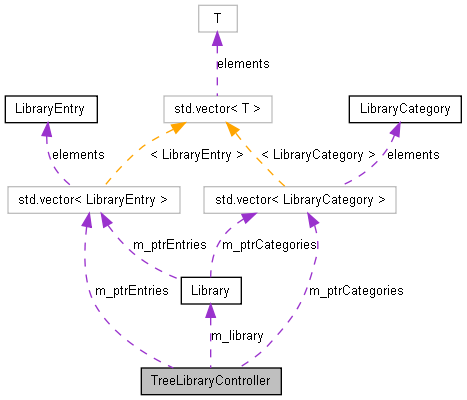 T
elements
LibraryEntry
std.vector< T >
LibraryCategory
elements
< LibraryEntry >
< LibraryCategory >
elements
std.vector< LibraryEntry >
std.vector< LibraryCategory >
m_ptrEntries
m_ptrCategories
m_ptrEntries
Library
m_ptrCategories
m_library
TreeLibraryController